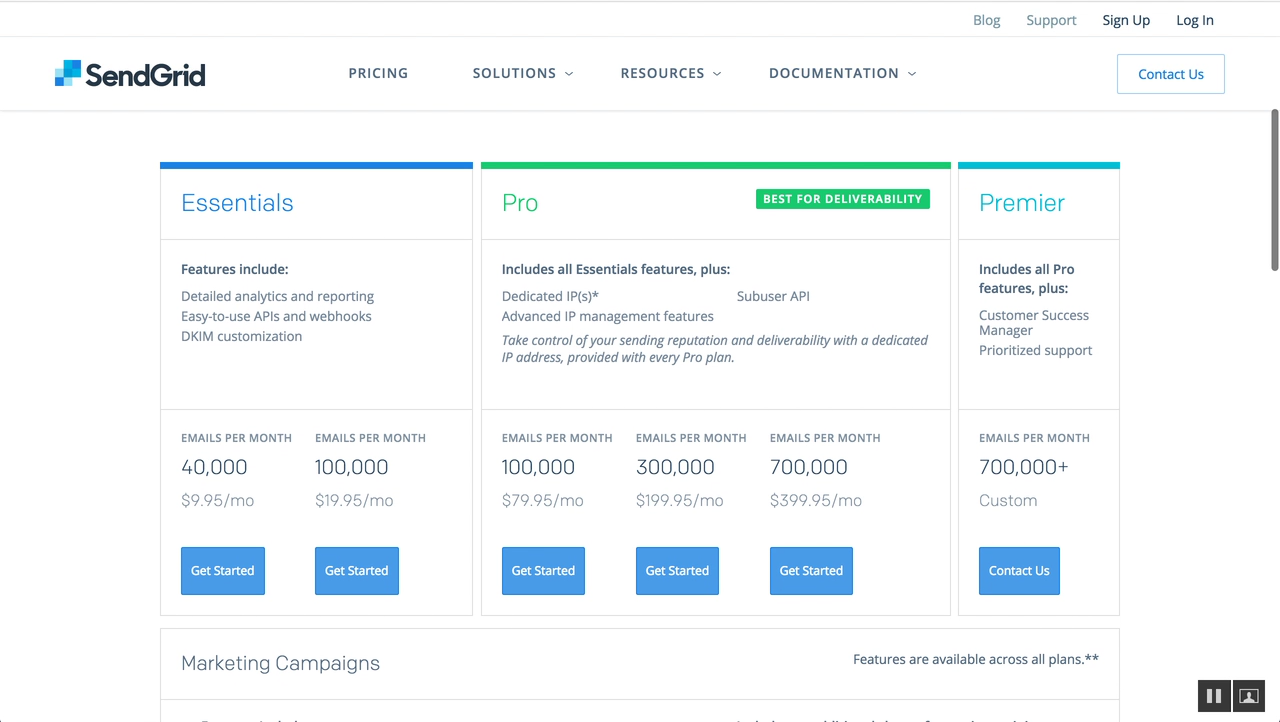 Blog Support Sign Up Log In
SendGrid PRICING SOLUTIONS RESOURCES DOCUMENTATION Contact Us
Essentials
Features include:
Detailed analytics and reporting
Easy-to-use APIs and webhooks
DKIM customization
EMAILS PER MONTH EMAILS PER MONTH
40,000 100,000
$9.95/mo $19.95/mo
Get Started Get Started
Pro BEST FOR DELIVERABILITY
Includes all Essentials features, plus:
Dedicated IP(s)* Subuser API
Advanced IP management features
Take control of your sending reputation and deliverability with a dedicated
IP address, provided with every Pro plan.
EMAILS PER MONTH EMAILS PER MONTH EMAILS PER MONTH
100,000 300,000 700,000
$79.95/mo $199.95/mo $399.95/mo
Get Started Get Started Get Started
Premier
Includes all Pro
features, plus:
Customer Success
Manager
Prioritized support
EMAILS PER MONTH
700,000+
Custom
Contact Us
Marketing Campaigns Features are available across all plans.**